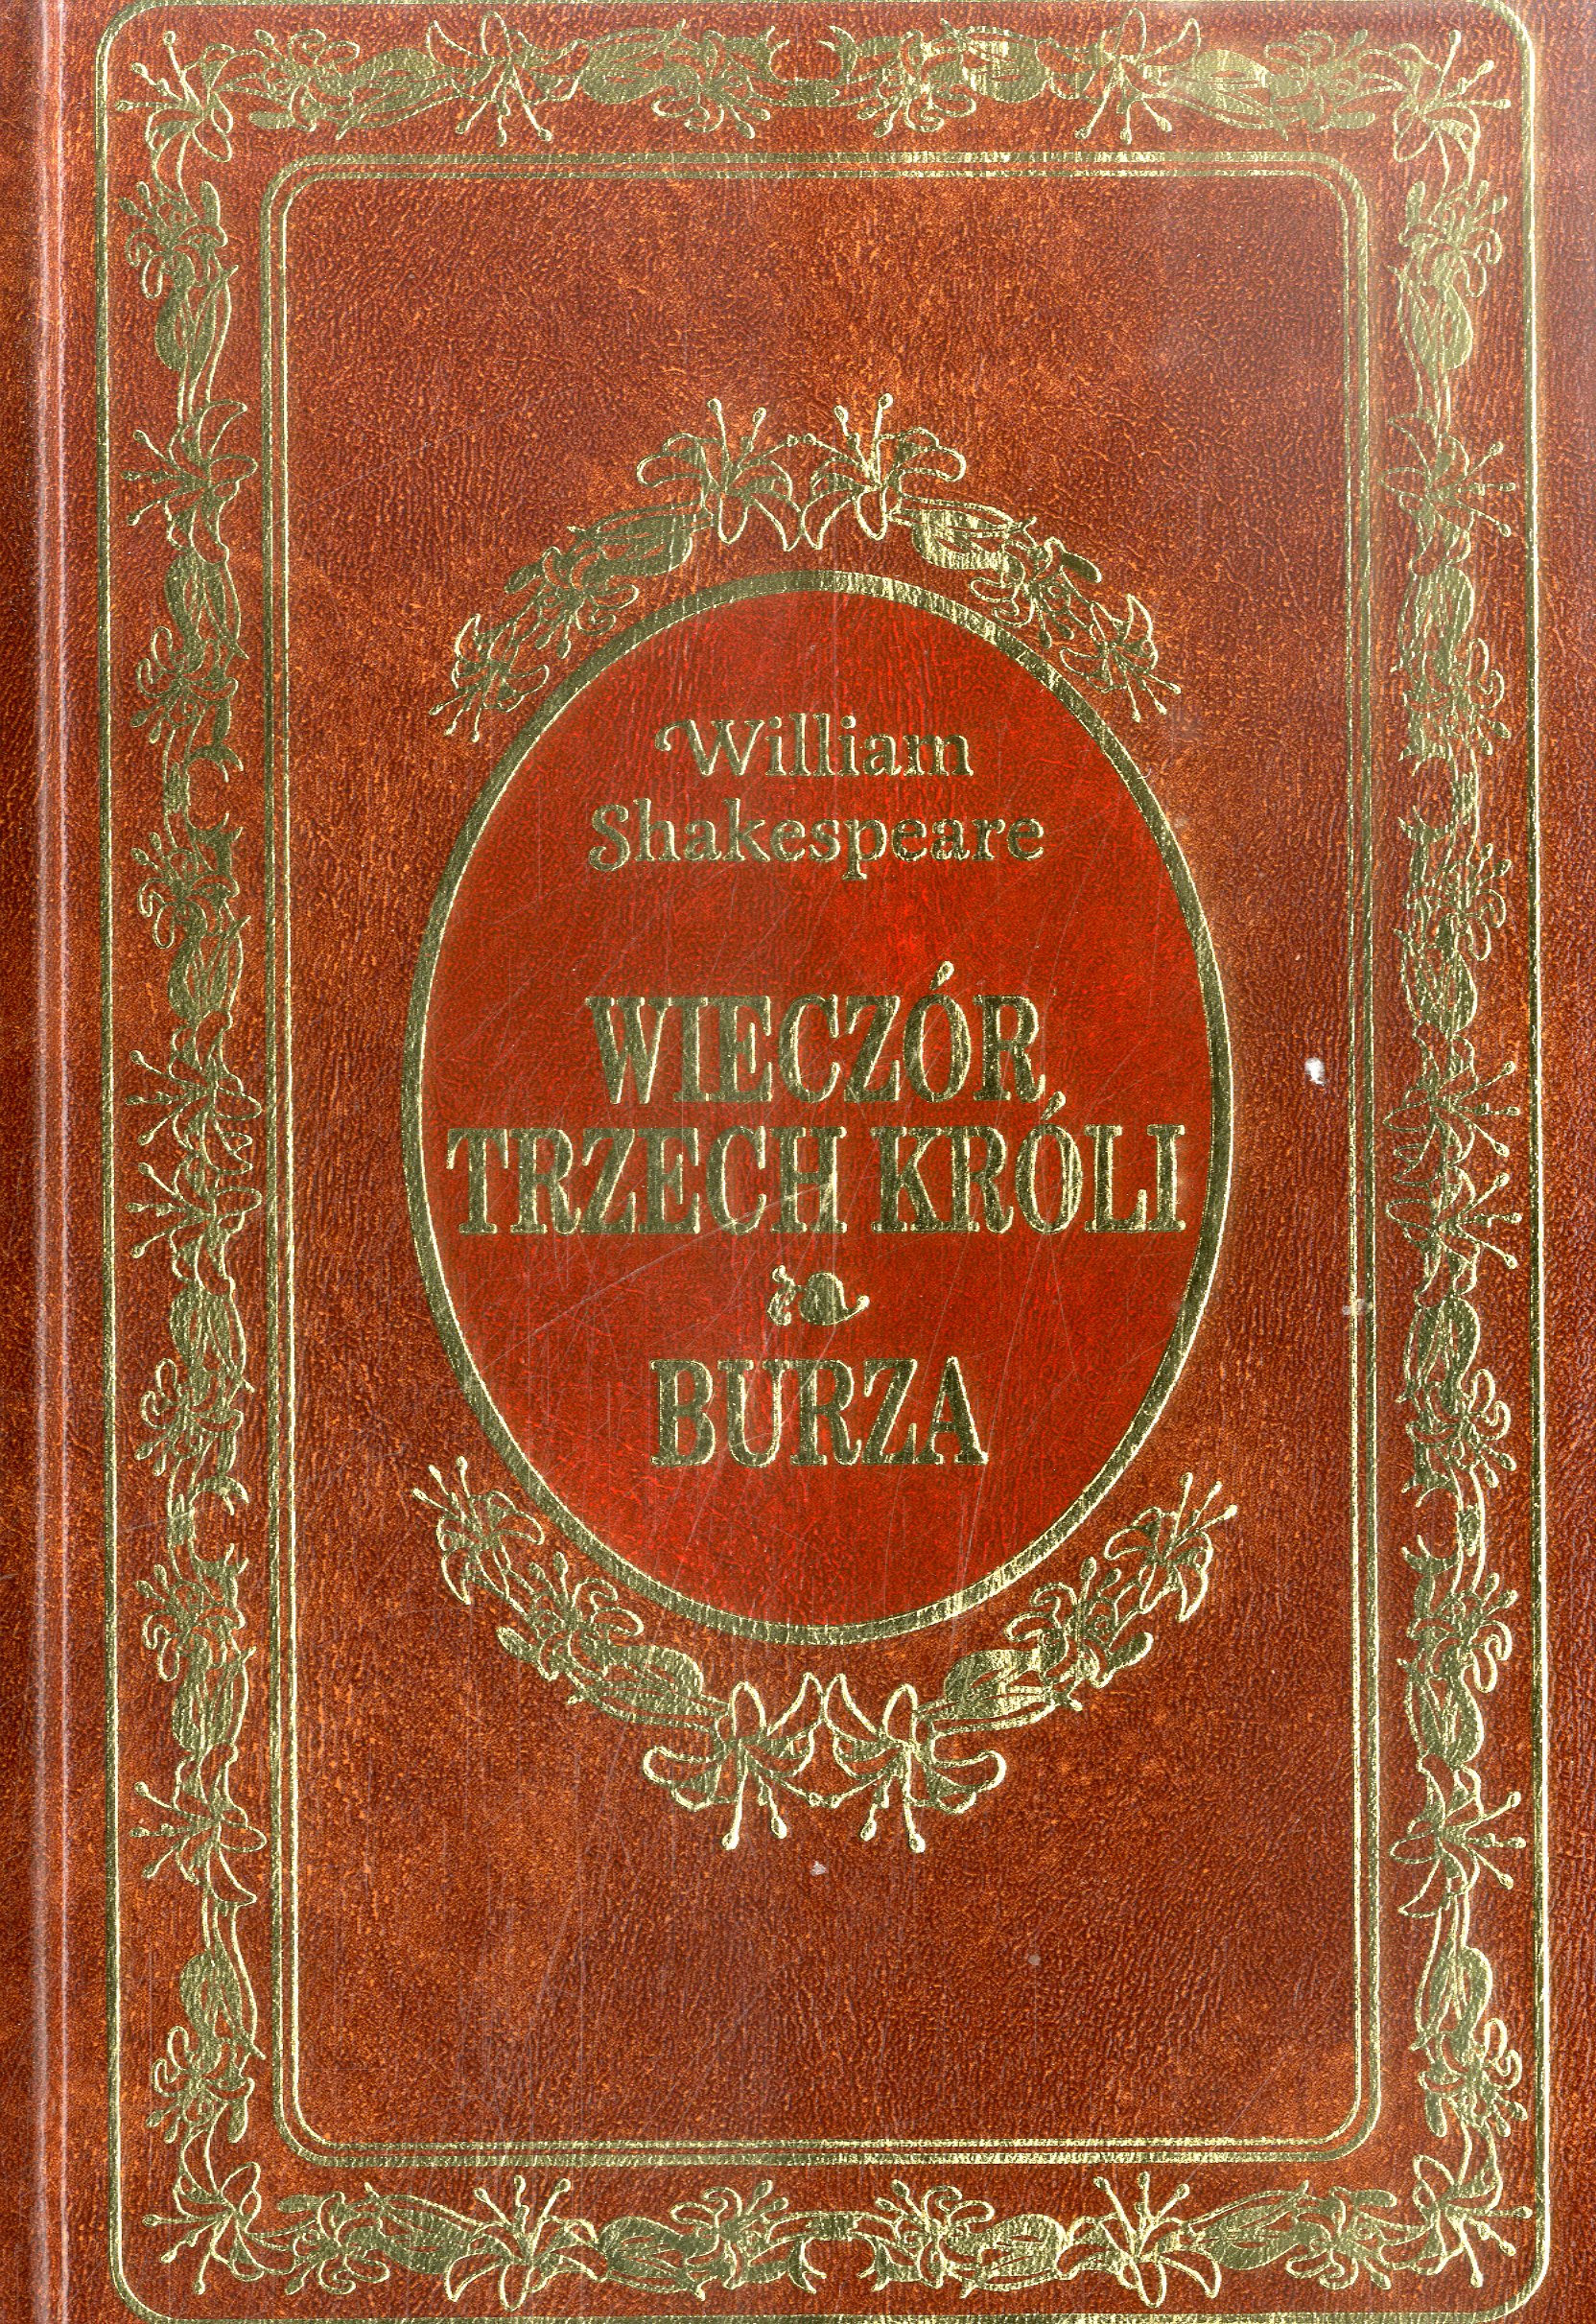 William
Shakespeare
WIECZÓR
TRZECH KRÓLI
BURZA